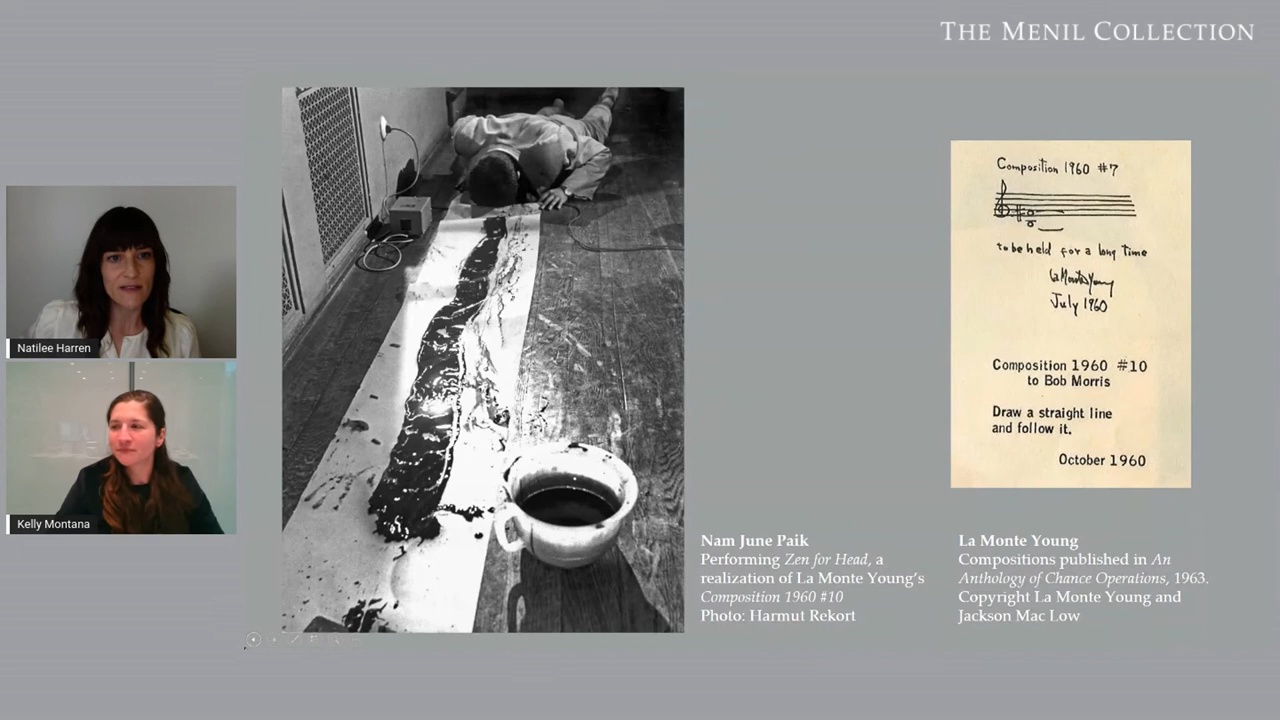 THE MENIL COLLECTION
Natilee Harren
Kelly Montana
Nam June Paik
Performing Zen for Head, a
realization of La Monte Young's
Composition 1960 #10
Photo: Harmut Rekort
Composition 1960 #7
to be held for a long Time
La Monte Young
July 1960
Composition 1960 #10
to Bob Morris
Draw a straight line
and follow it.
October 1960
La Monte Young
Compositions published in An
Anthology of Chance Operations, 1963.
Copyright La Monte Young and
Jackson Mac Low